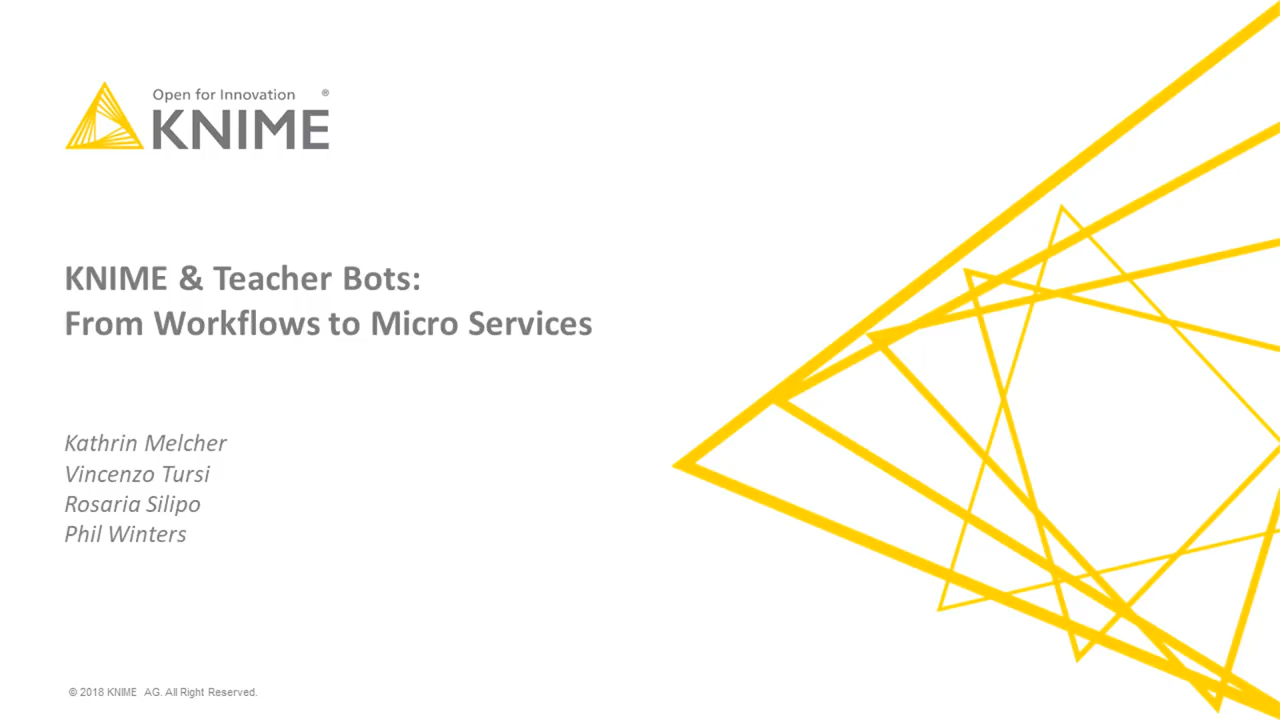 Open for Innovation ®
KNIME
KNIME & Teacher Bots:
From Workflows to Micro Services
Kathrin Melcher
Vincenzo Tursi
Rosaria Silipo
Phil Winters
© 2018 KNIME AG. All Right Reserved.